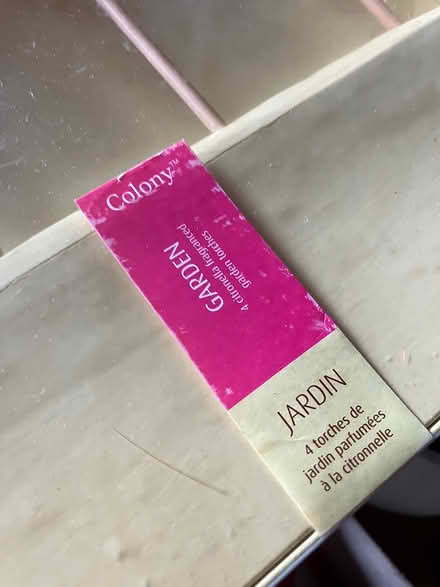 Colony™
GARDEN
4 citronella fragranced
garden torches
JARDIN
4 torches de
jardin parfumées
à la citronnelle